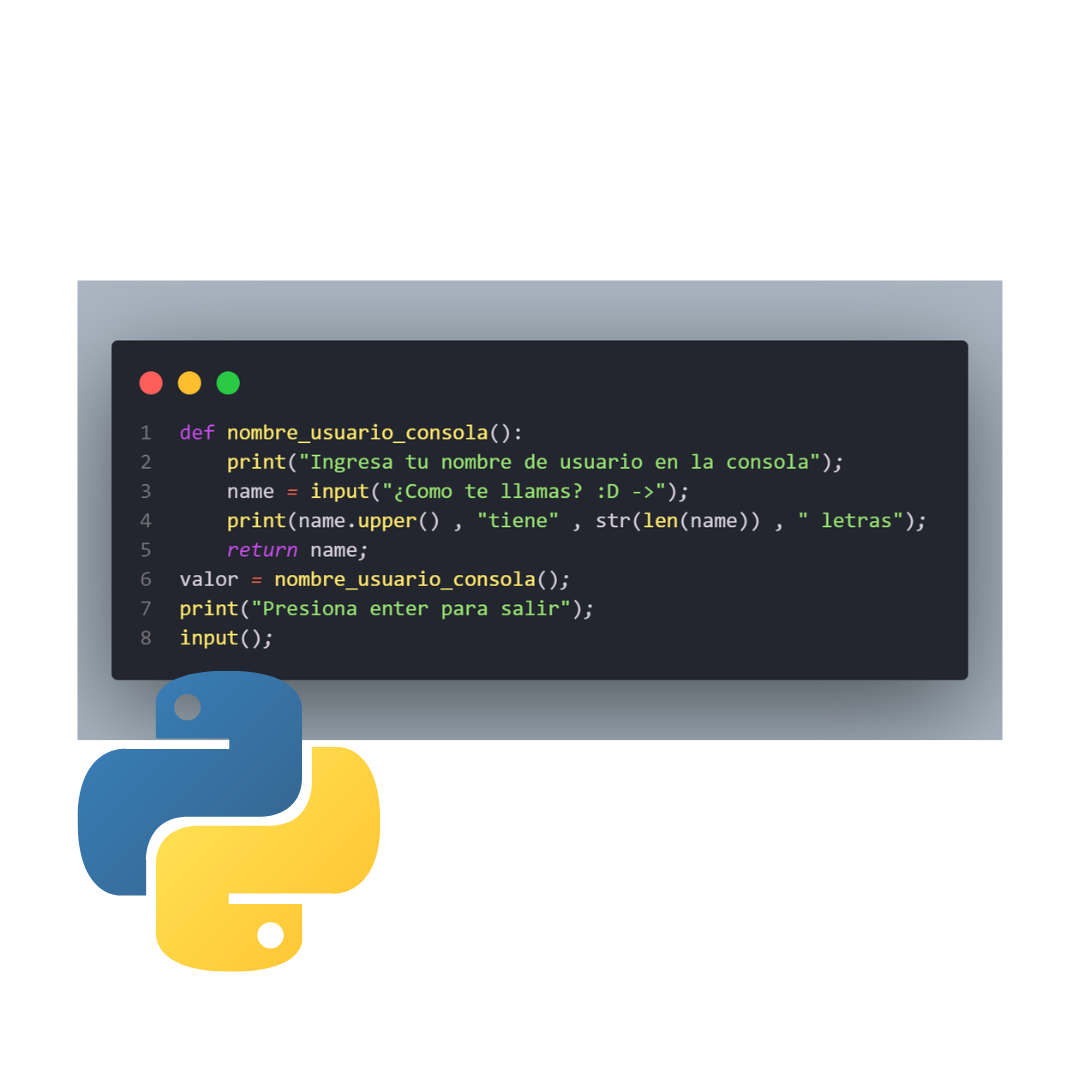 1 def nombre_usuario_consola():
2     print("Ingresa tu nombre de usuario en la consola");
3     name = input("¿Como te llamas? :D ->");
4     print(name.upper() , "tiene" , str(len(name)) , " letras");
5     return name;
6 valor = nombre_usuario_consola();
7 print("Presiona enter para salir");
8 input();